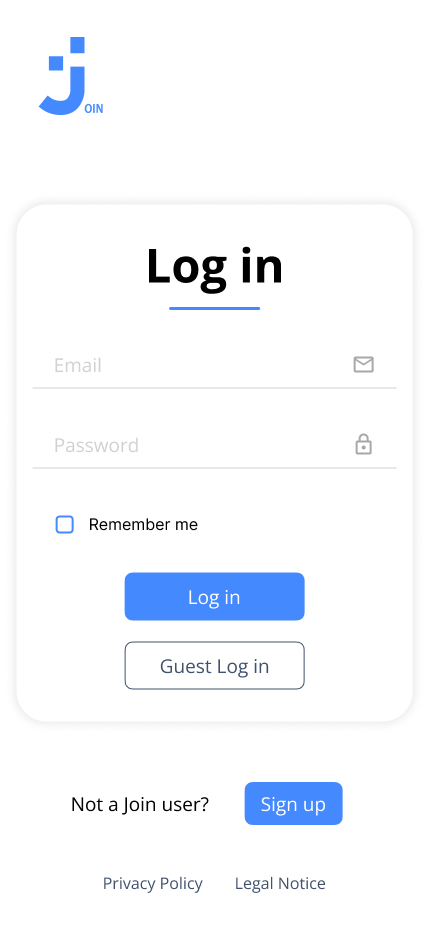 JOIN
Log in
Email
Password
Remember me
Log in
Guest Log in
Not a Join user? Sign up
Privacy Policy Legal Notice